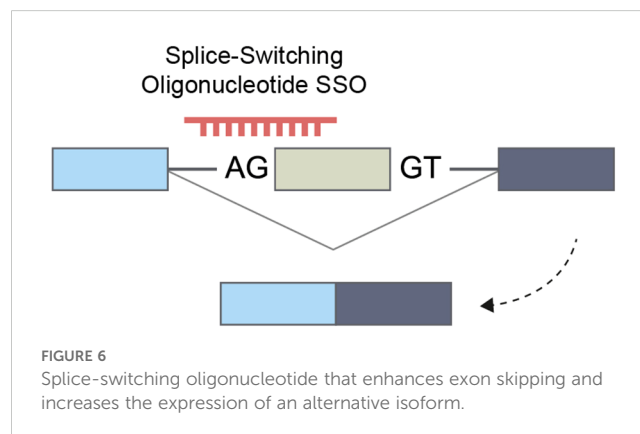 Splice-Switching
Oligonucleotide SSO
AG
GT
FIGURE 6
Splice-switching oligonucleotide that enhances exon skipping and
increases the expression of an alternative isoform.